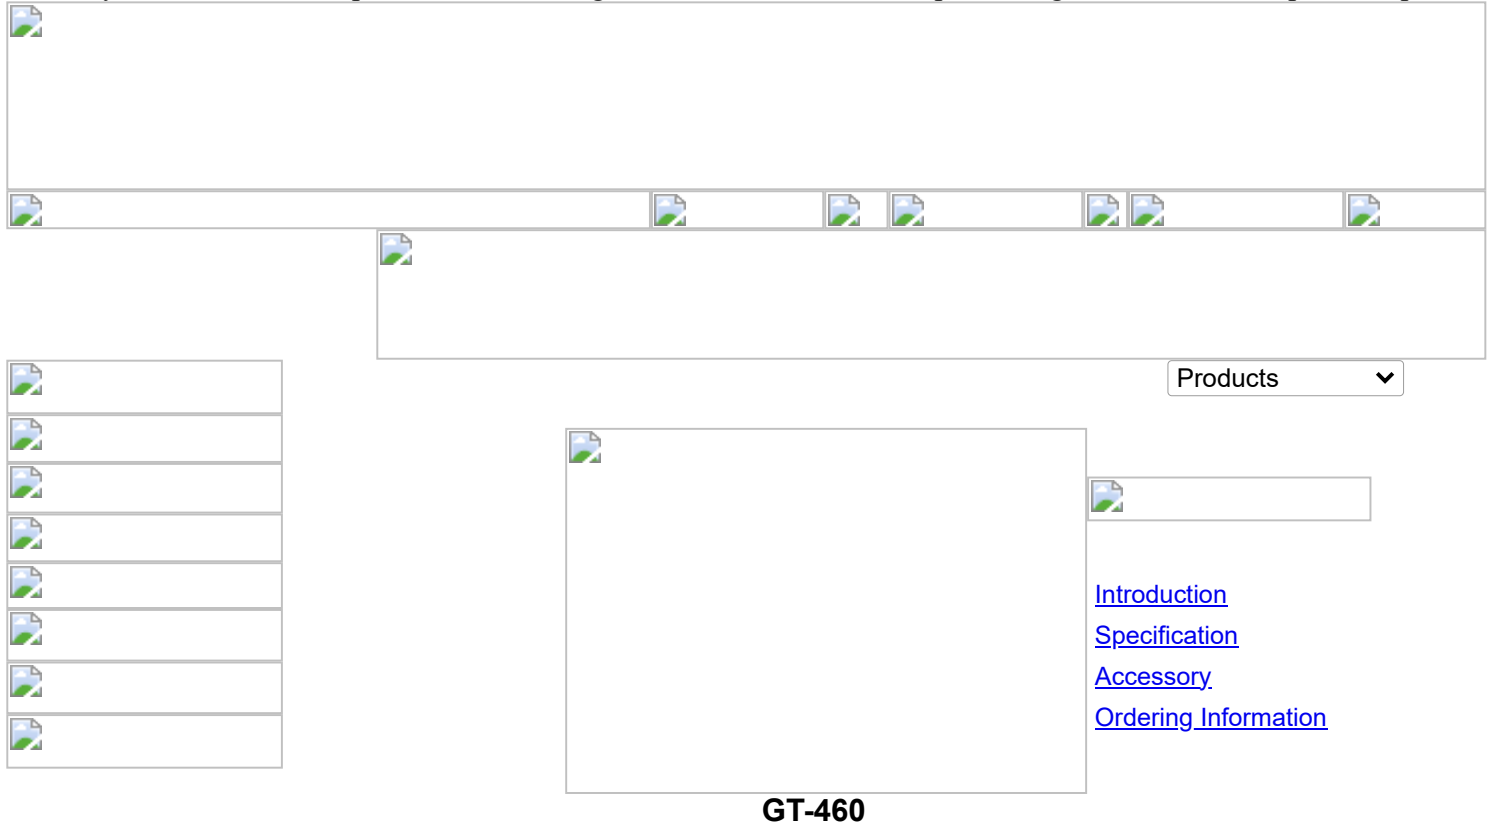 Products
Introduction
Specification
Accessory
Ordering Information
GT-460